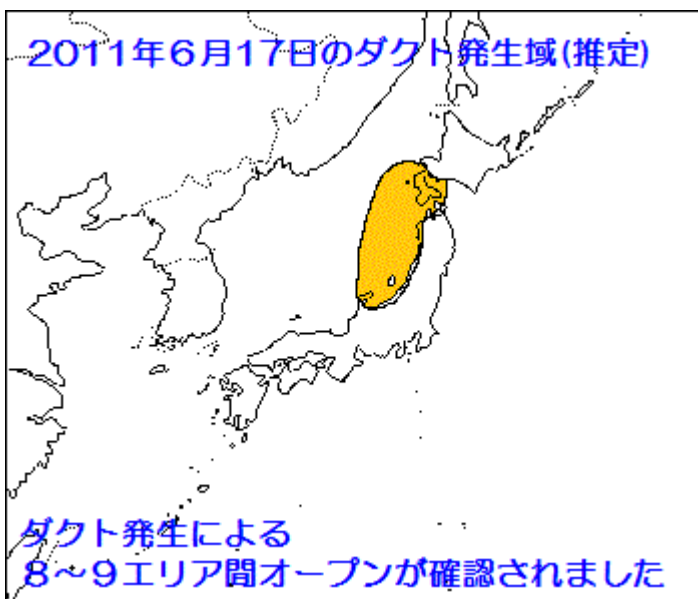 2011年6月17日のダクト発生域(推定)
ダクト発生による
8～9エリア間オープンが確認されました